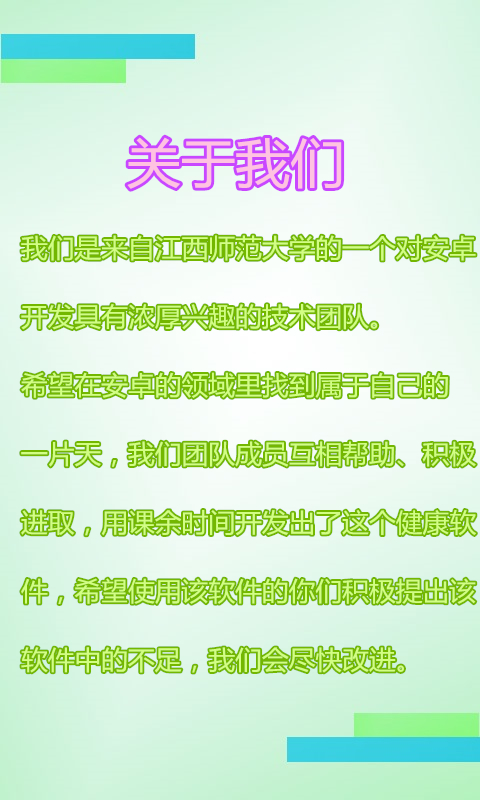 关于我们
我们是来自江西师范大学的一个对安卓
开发具有浓厚兴趣的技术团队。
希望在安卓的领域里找到属于自己的
一片天，我们团队成员互相帮助、积极
进取，用课余时间开发出了这个健康软
件，希望使用该软件的你们积极提出该
软件中的不足，我们会尽快改进。